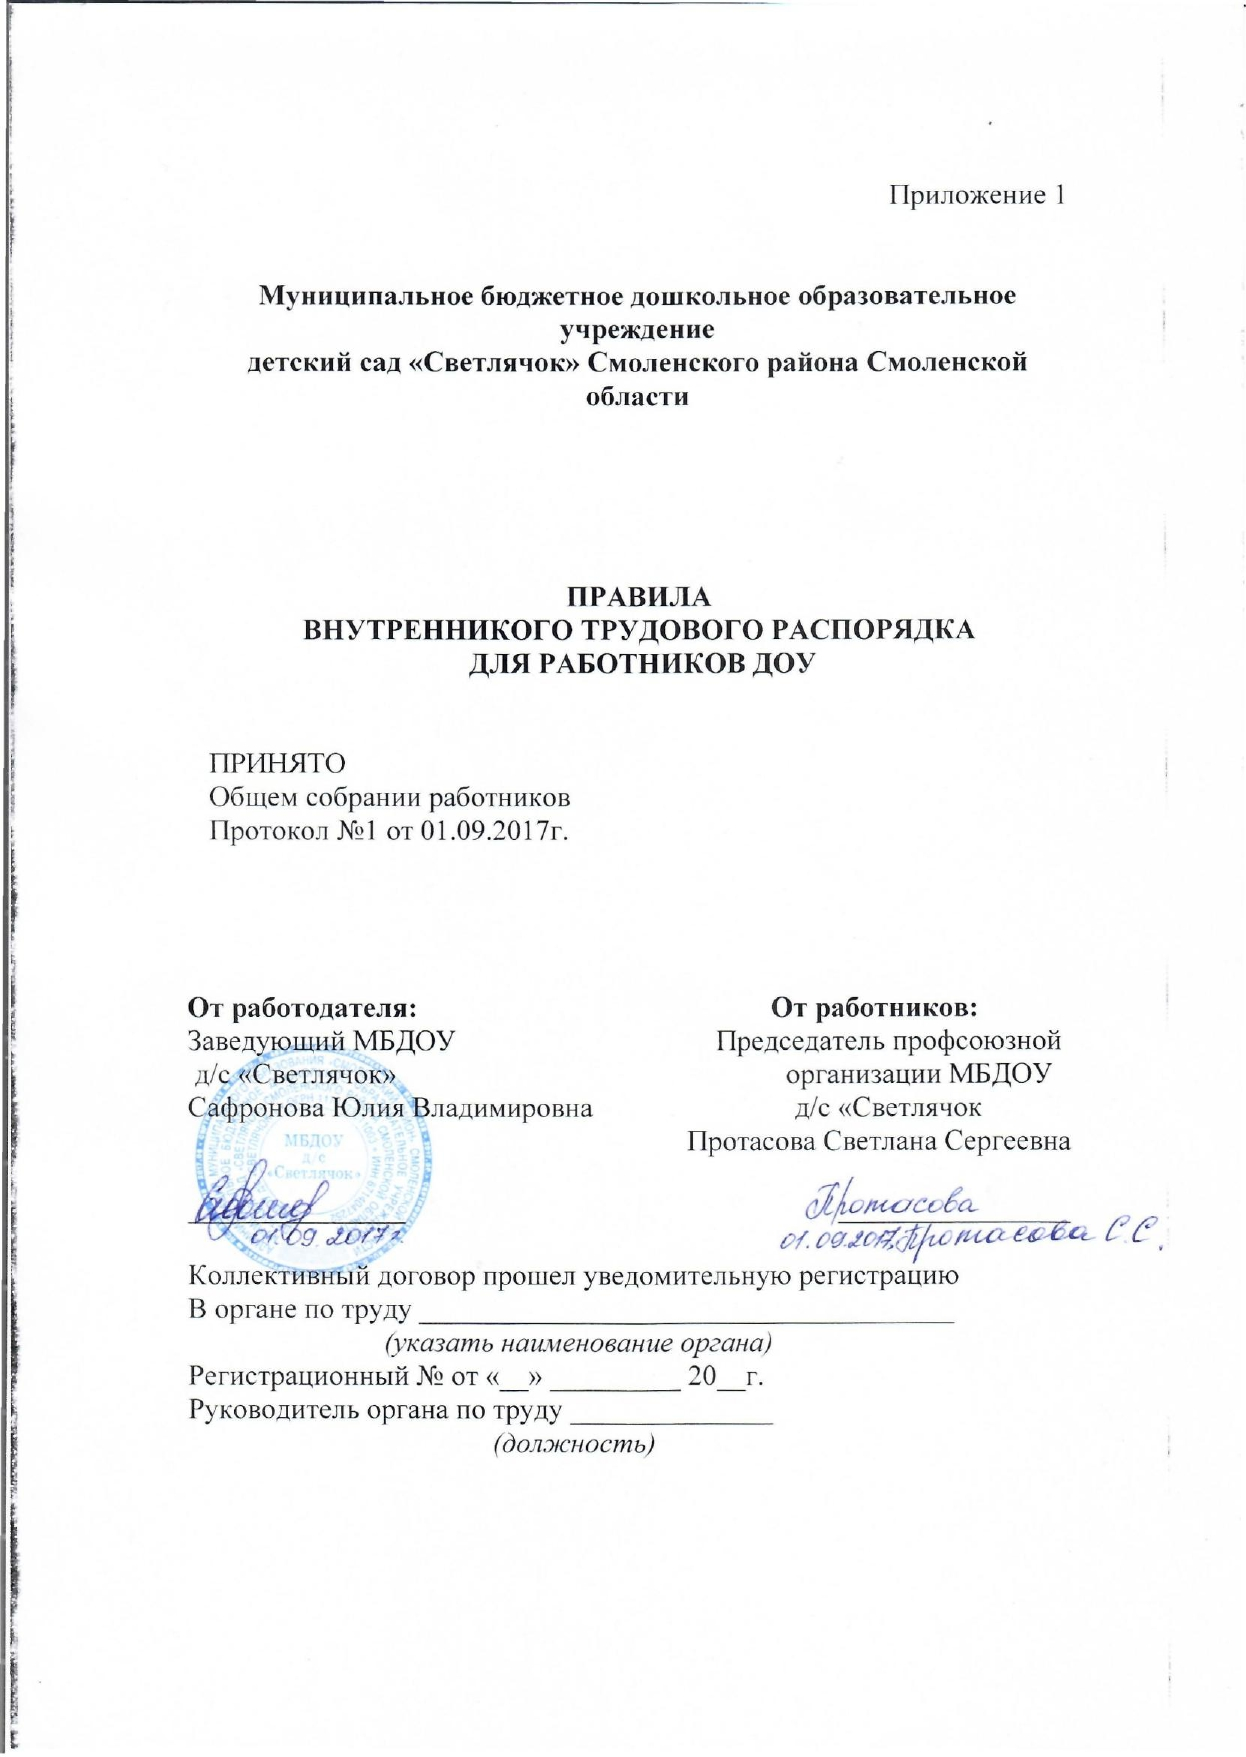 Приложение 1
Муниципальное бюджетное дошкольное образовательное
учреждение
детский сад «Светлячок» Смоленского района Смоленской
области
ПРАВИЛА
ВНУТРЕННИКОГО ТРУДОВОГО РАСПОРЯДКА
ДЛЯ РАБОТНИКОВ ДОУ
ПРИНЯТО
Общем собрании работников
Протокол №1 от 01.09.2017г.
От работодателя: От работников:
Заведующий МБДОУ Председатель профсоюзной
д/с «Светлячок» организации МБДОУ
Сафронова Юлия Владимировна д/с «Светлячок
Протасова Светлана Сергеевна
МБДОУ
д/с
«Светлячок»
Протасова
01.09.2017г 01.09.2017г. Протасова С.С.
Коллективный договор прошел уведомительную регистрацию
В органе по труду ______________________________________
(указать наименование органа)
Регистрационный № от «__» _________ 20__г.
Руководитель органа по труду ______________
(должность)